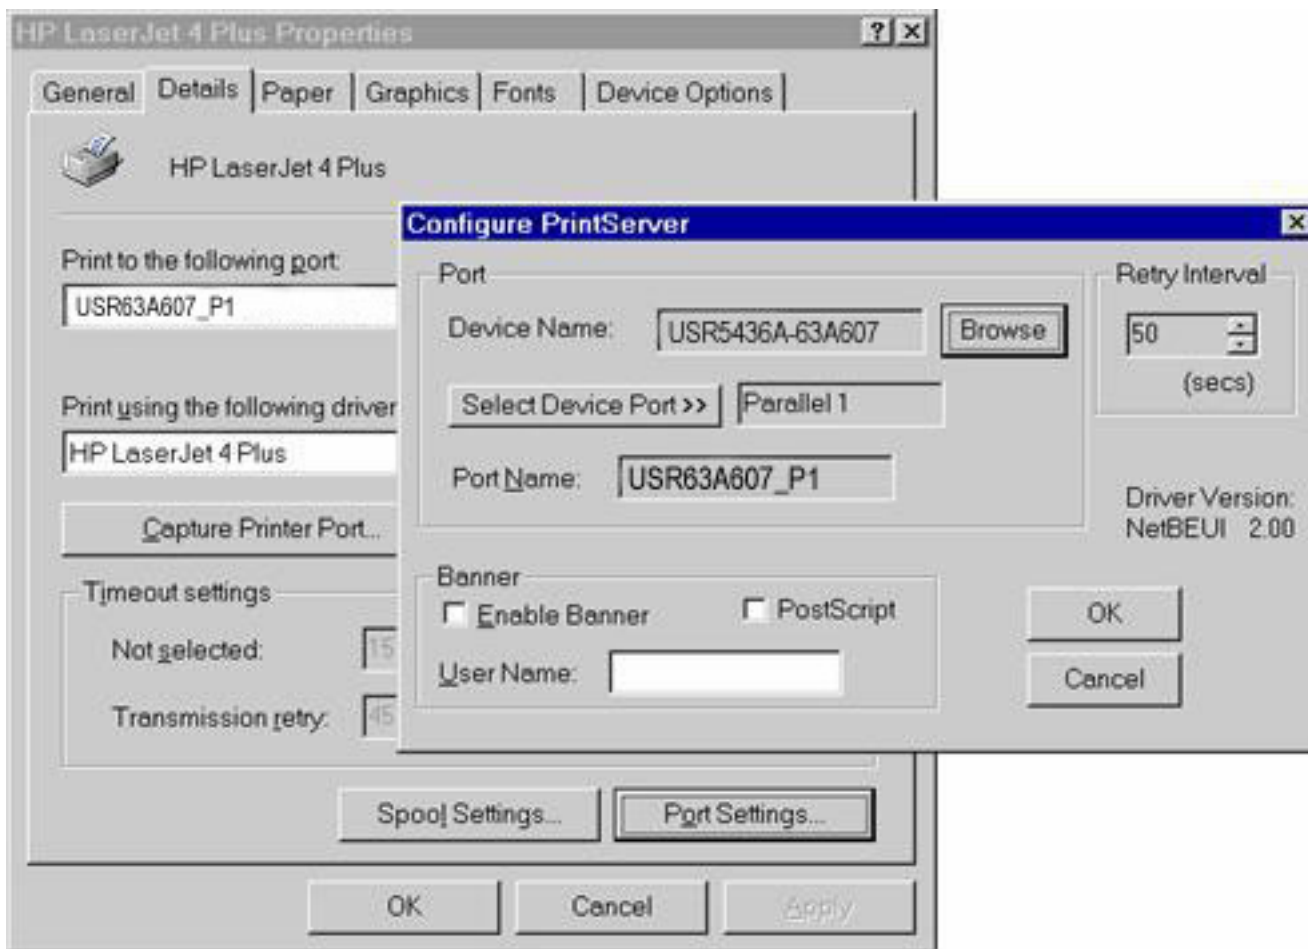 HP LaserJet 4 Plus Properties
General Details Paper Graphics Fonts Device Options
HP LaserJet 4 Plus
Print to the following port:
USR63A607_P1
Print using the following driver
HP LaserJet 4 Plus
Capture Printer Port...
Timeout settings
Not selected: 15
Transmission retry: 45
Spool Settings... Port Settings...
OK Cancel Apply
Configure PrintServer
Port
Device Name: USR5436A-63A607 Browse
Select Device Port >> Parallel 1
Port Name: USR63A607_P1
Retry Interval
50
(secs)
Driver Version:
NetBEUI 2.00
Banner
Enable Banner PostScript
User Name:
OK
Cancel